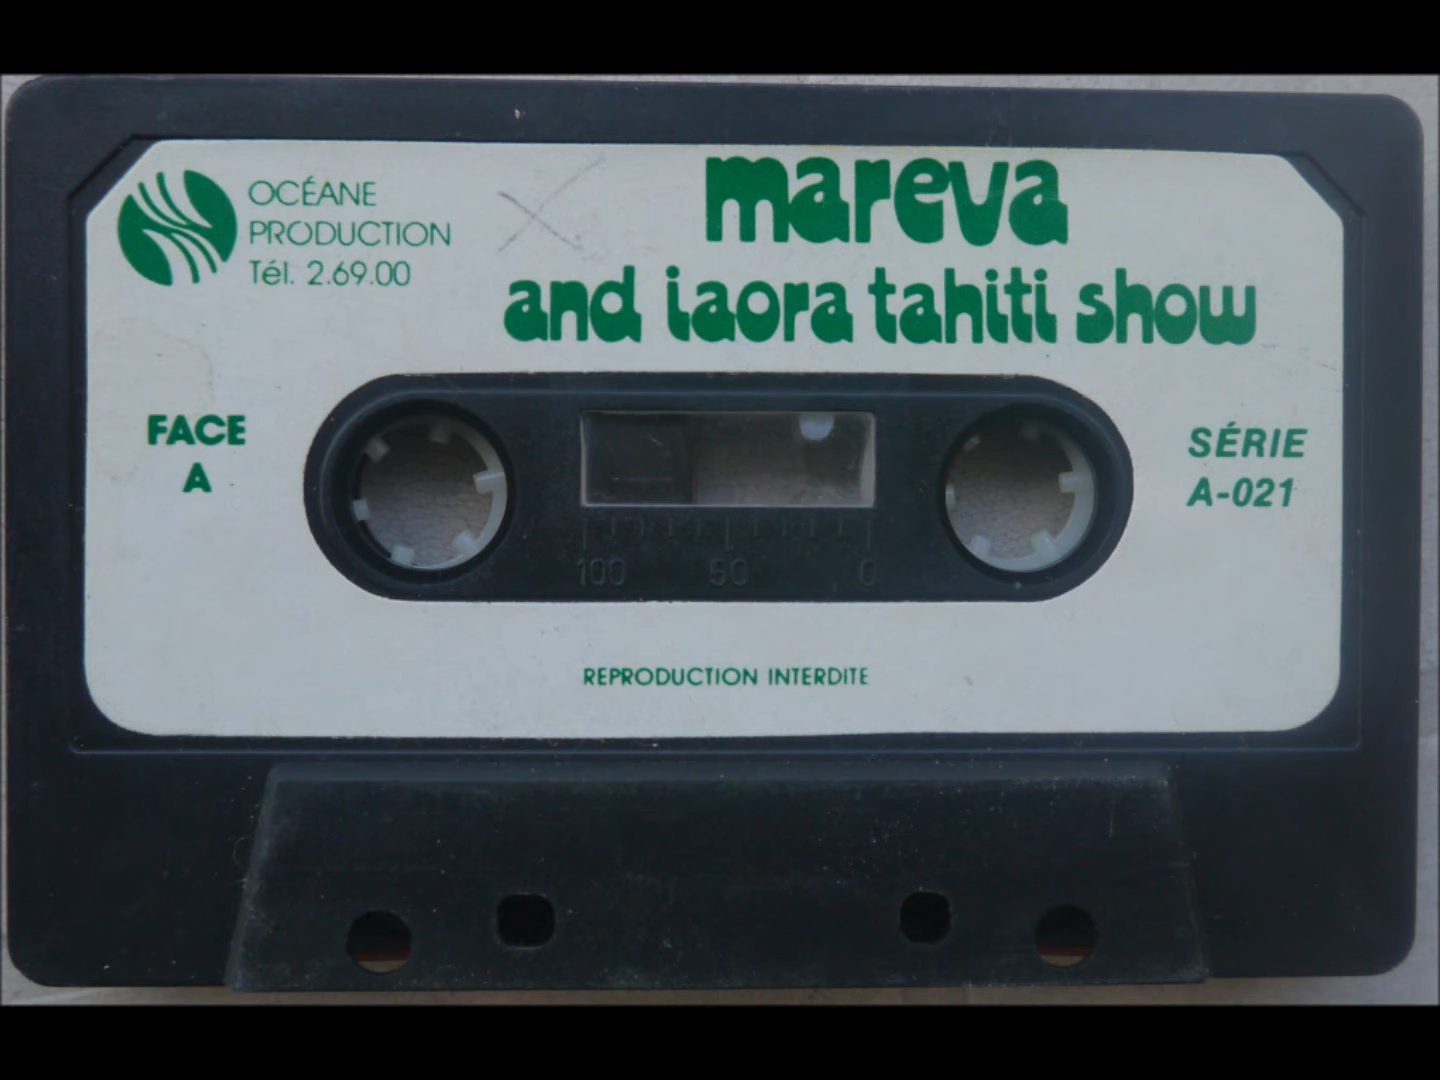 OCÉANE
PRODUCTION
Tél. 2.69.00
mareva
and iaora tahiti show
FACE
A
SÉRIE
A-021
100 50 0
REPRODUCTION INTERDITE